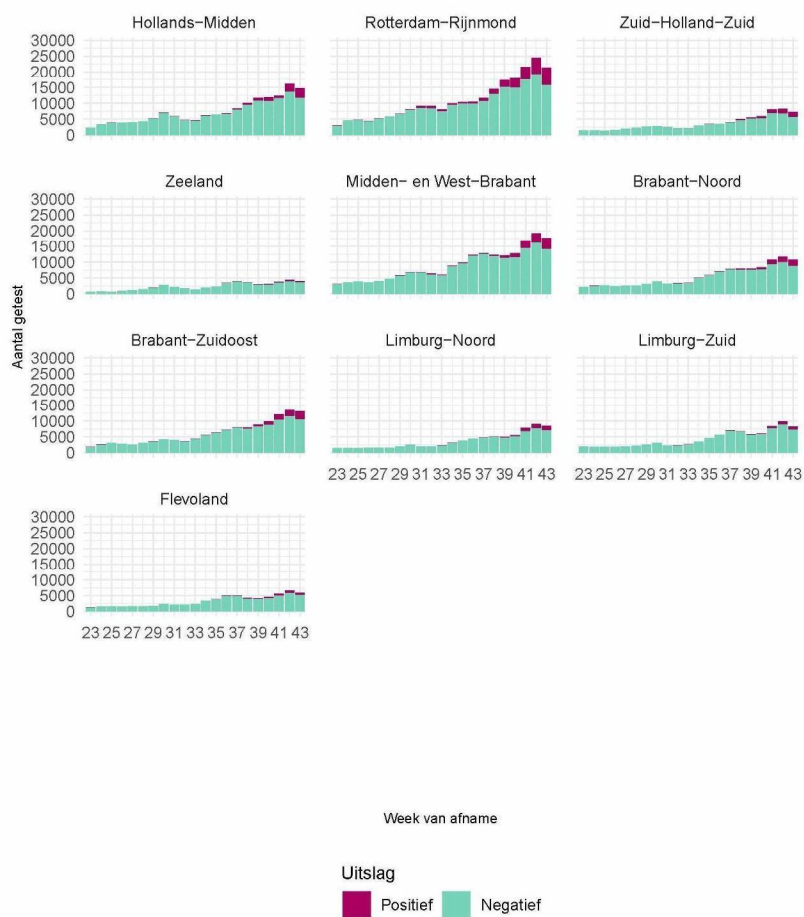 Hollands−Midden Rotterdam−Rijnmond Zuid−Holland−Zuid
30000
25000
20000
15000
10000
5000
0
Zeeland Midden− en West−Brabant Brabant−Noord
30000
25000
20000
15000
10000
5000
0
Aantal getest
Brabant−Zuidoost Limburg−Noord Limburg−Zuid
30000
25000
20000
15000
10000
5000
0
23 25 27 29 31 33 35 37 39 41 43 23 25 27 29 31 33 35 37 39 41 43
Flevoland
30000
25000
20000
15000
10000
5000
0
23 25 27 29 31 33 35 37 39 41 43
Week van afname
Uitslag
Positief Negatief